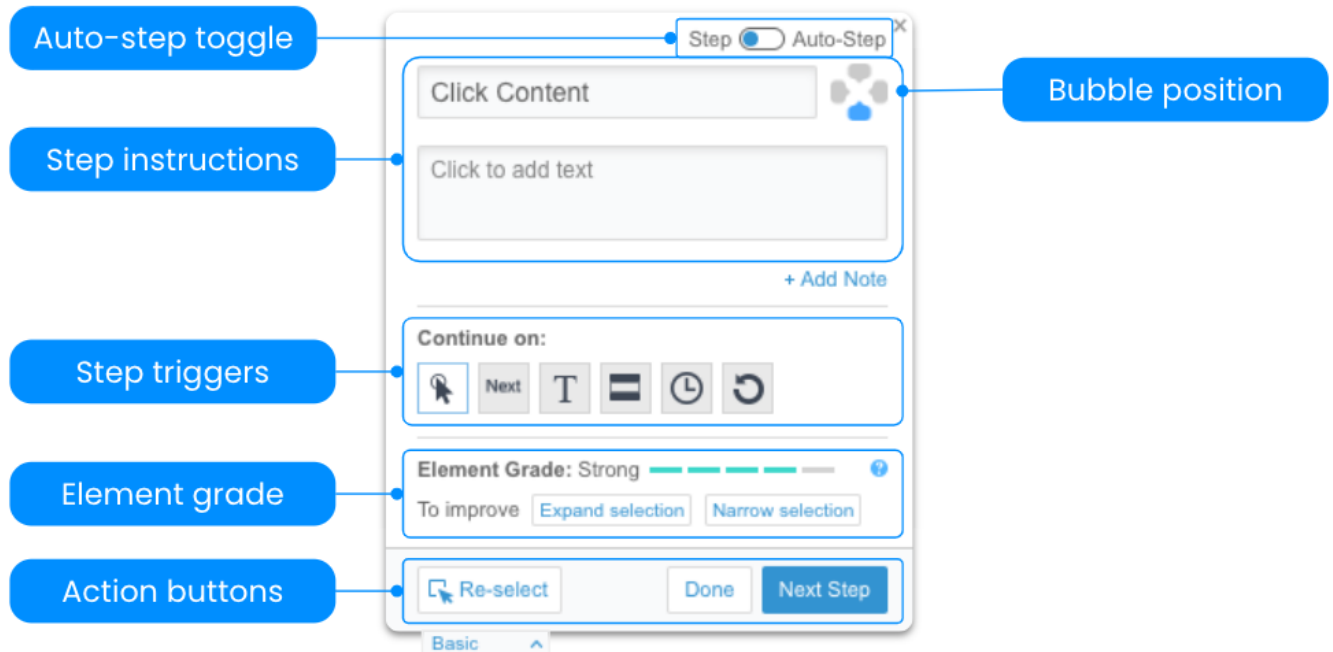 Auto-step toggle
Step Auto-Step ×
Click Content
Bubble position
Step instructions
Click to add text
+ Add Note
Continue on:
Step triggers
Next T
Element Grade: Strong ?
Element grade
To improve Expand selection Narrow selection
Action buttons
Re-select Done Next Step
Basic